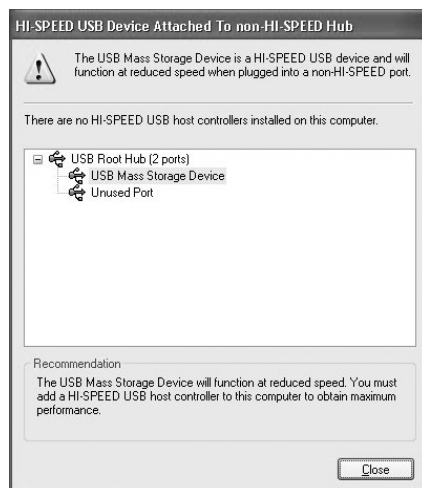 HI-SPEED USB Device Attached To non-HI-SPEED Hub
The USB Mass Storage Device is a HI-SPEED USB device and will
function at reduced speed when plugged into a non-HI-SPEED port.
There are no HI-SPEED USB host controllers installed on this computer.
USB Root Hub (2 ports)
USB Mass Storage Device
Unused Port
Recommendation
The USB Mass Storage Device will function at reduced speed. You must
add a HI-SPEED USB host controller to this computer to obtain maximum
performance.
Close